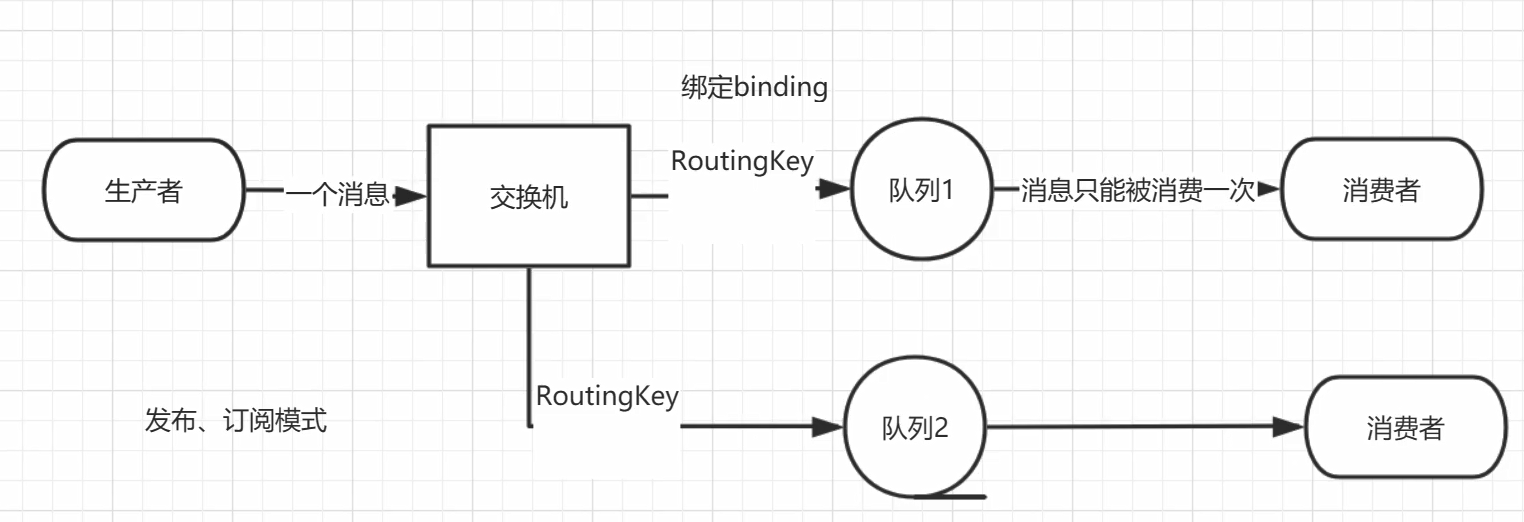 绑定binding
RoutingKey
生产者
一个消息
交换机
队列1
消息只能被消费一次
消费者
RoutingKey
发布、订阅模式
队列2
消费者